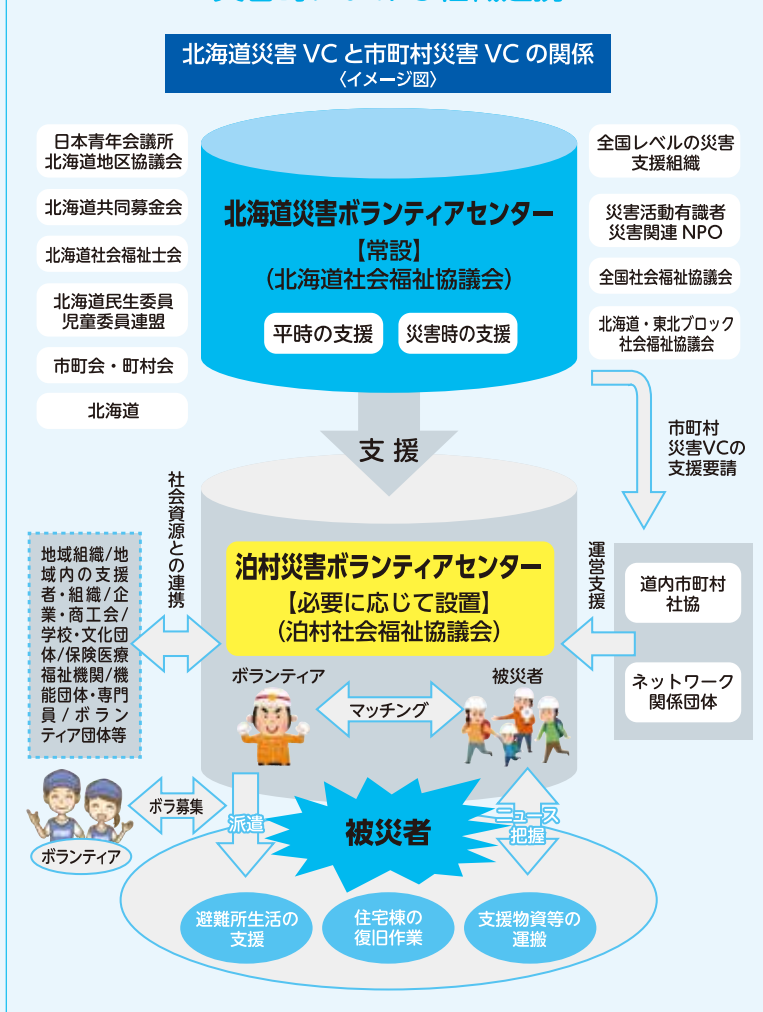 北海道災害 VC と市町村災害 VC の関係
〈イメージ図〉
日本青年会議所
北海道地区協議会
北海道共同募金会
北海道社会福祉士会
北海道民生委員
児童委員連盟
市町会・町村会
北海道
北海道災害ボランティアセンター
【常設】
（北海道社会福祉協議会）
平時の支援
災害時の支援
全国レベルの災害
支援組織
災害活動有識者
災害関連 NPO
全国社会福祉協議会
北海道・東北ブロック
社会福祉協議会
支 援
市町村
災害VCの
支援要請
社会資源との連携
地域組織/地
域内の支援
者・組織/企
業・商工会/
学校・文化団
体/保険医療
福祉機関/機
能団体・専門
員/ボラン
ティア団体等
泊村災害ボランティアセンター
【必要に応じて設置】
（泊村社会福祉協議会）
ボランティア
マッチング
被災者
運営支援
道内市町村
社協
ネットワーク
関係団体
ボラ募集
ボランティア
派遣
被災者
ニュース
把握
避難所生活の
支援
住宅棟の
復旧作業
支援物資等の
運搬